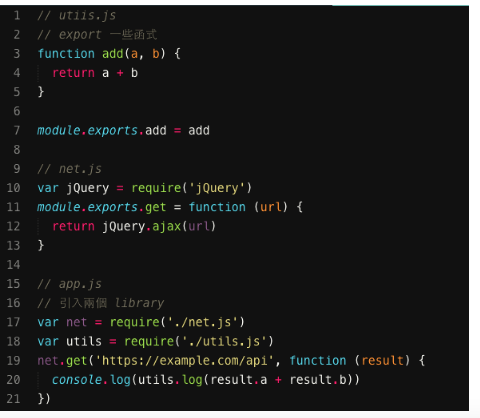 1 // utiis.js
2 // export 一些函式
3 function add(a, b) {
4 return a + b
5 }
6
7 module.exports.add = add
8
9 // net.js
10 var jQuery = require('jQuery')
11 module.exports.get = function (url) {
12 return jQuery.ajax(url)
13 }
14
15 // app.js
16 // 引入兩個 library
17 var net = require('./net.js')
18 var utils = require('./utils.js')
19 net.get('https://example.com/api', function (result) {
20 console.log(utils.log(result.a + result.b))
21 })